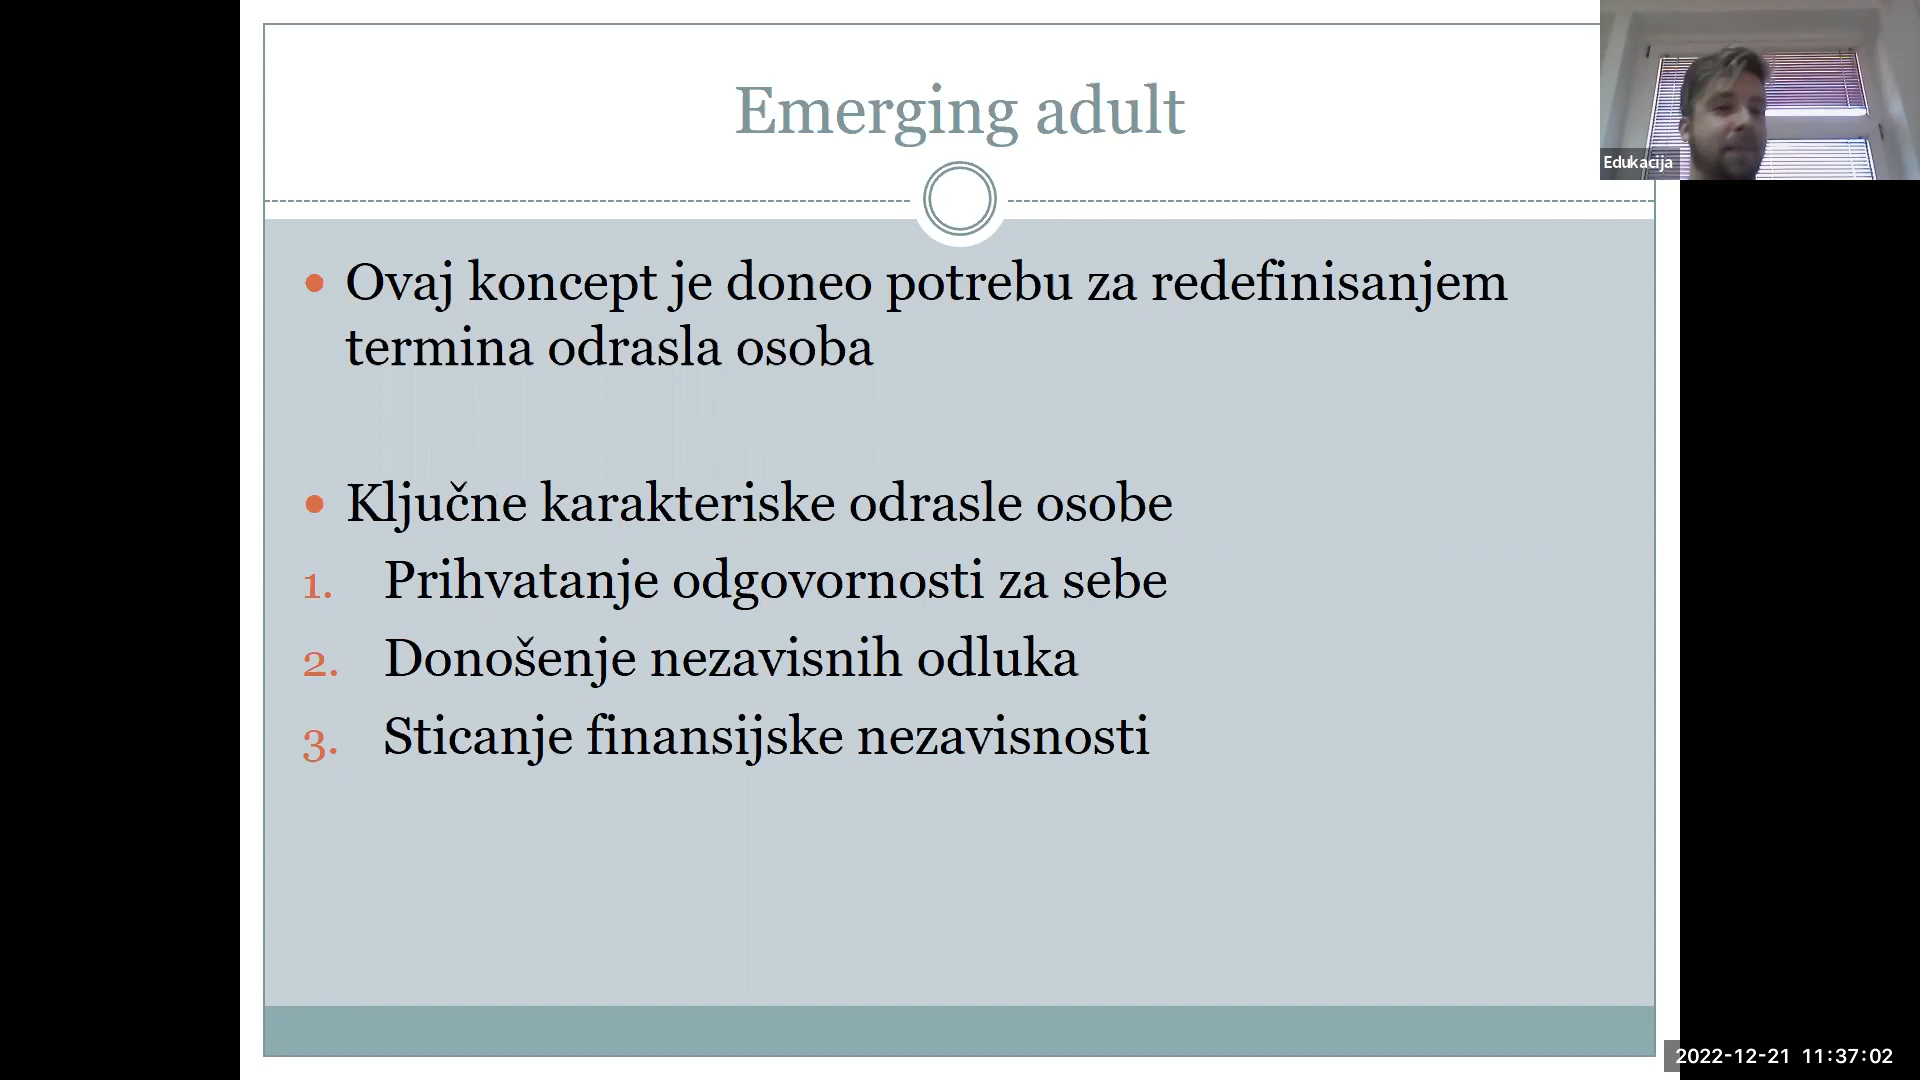 Emerging adult
Edukacija
• Ovaj koncept je doneo potrebu za redefinisanjem
termina odrasla osoba
• Ključne karakteriske odrasle osobe
1. Prihvatanje odgovornosti za sebe
2. Donošenje nezavisnih odluka
3. Sticanje finansijske nezavisnosti
2022-12-21 11:37:02